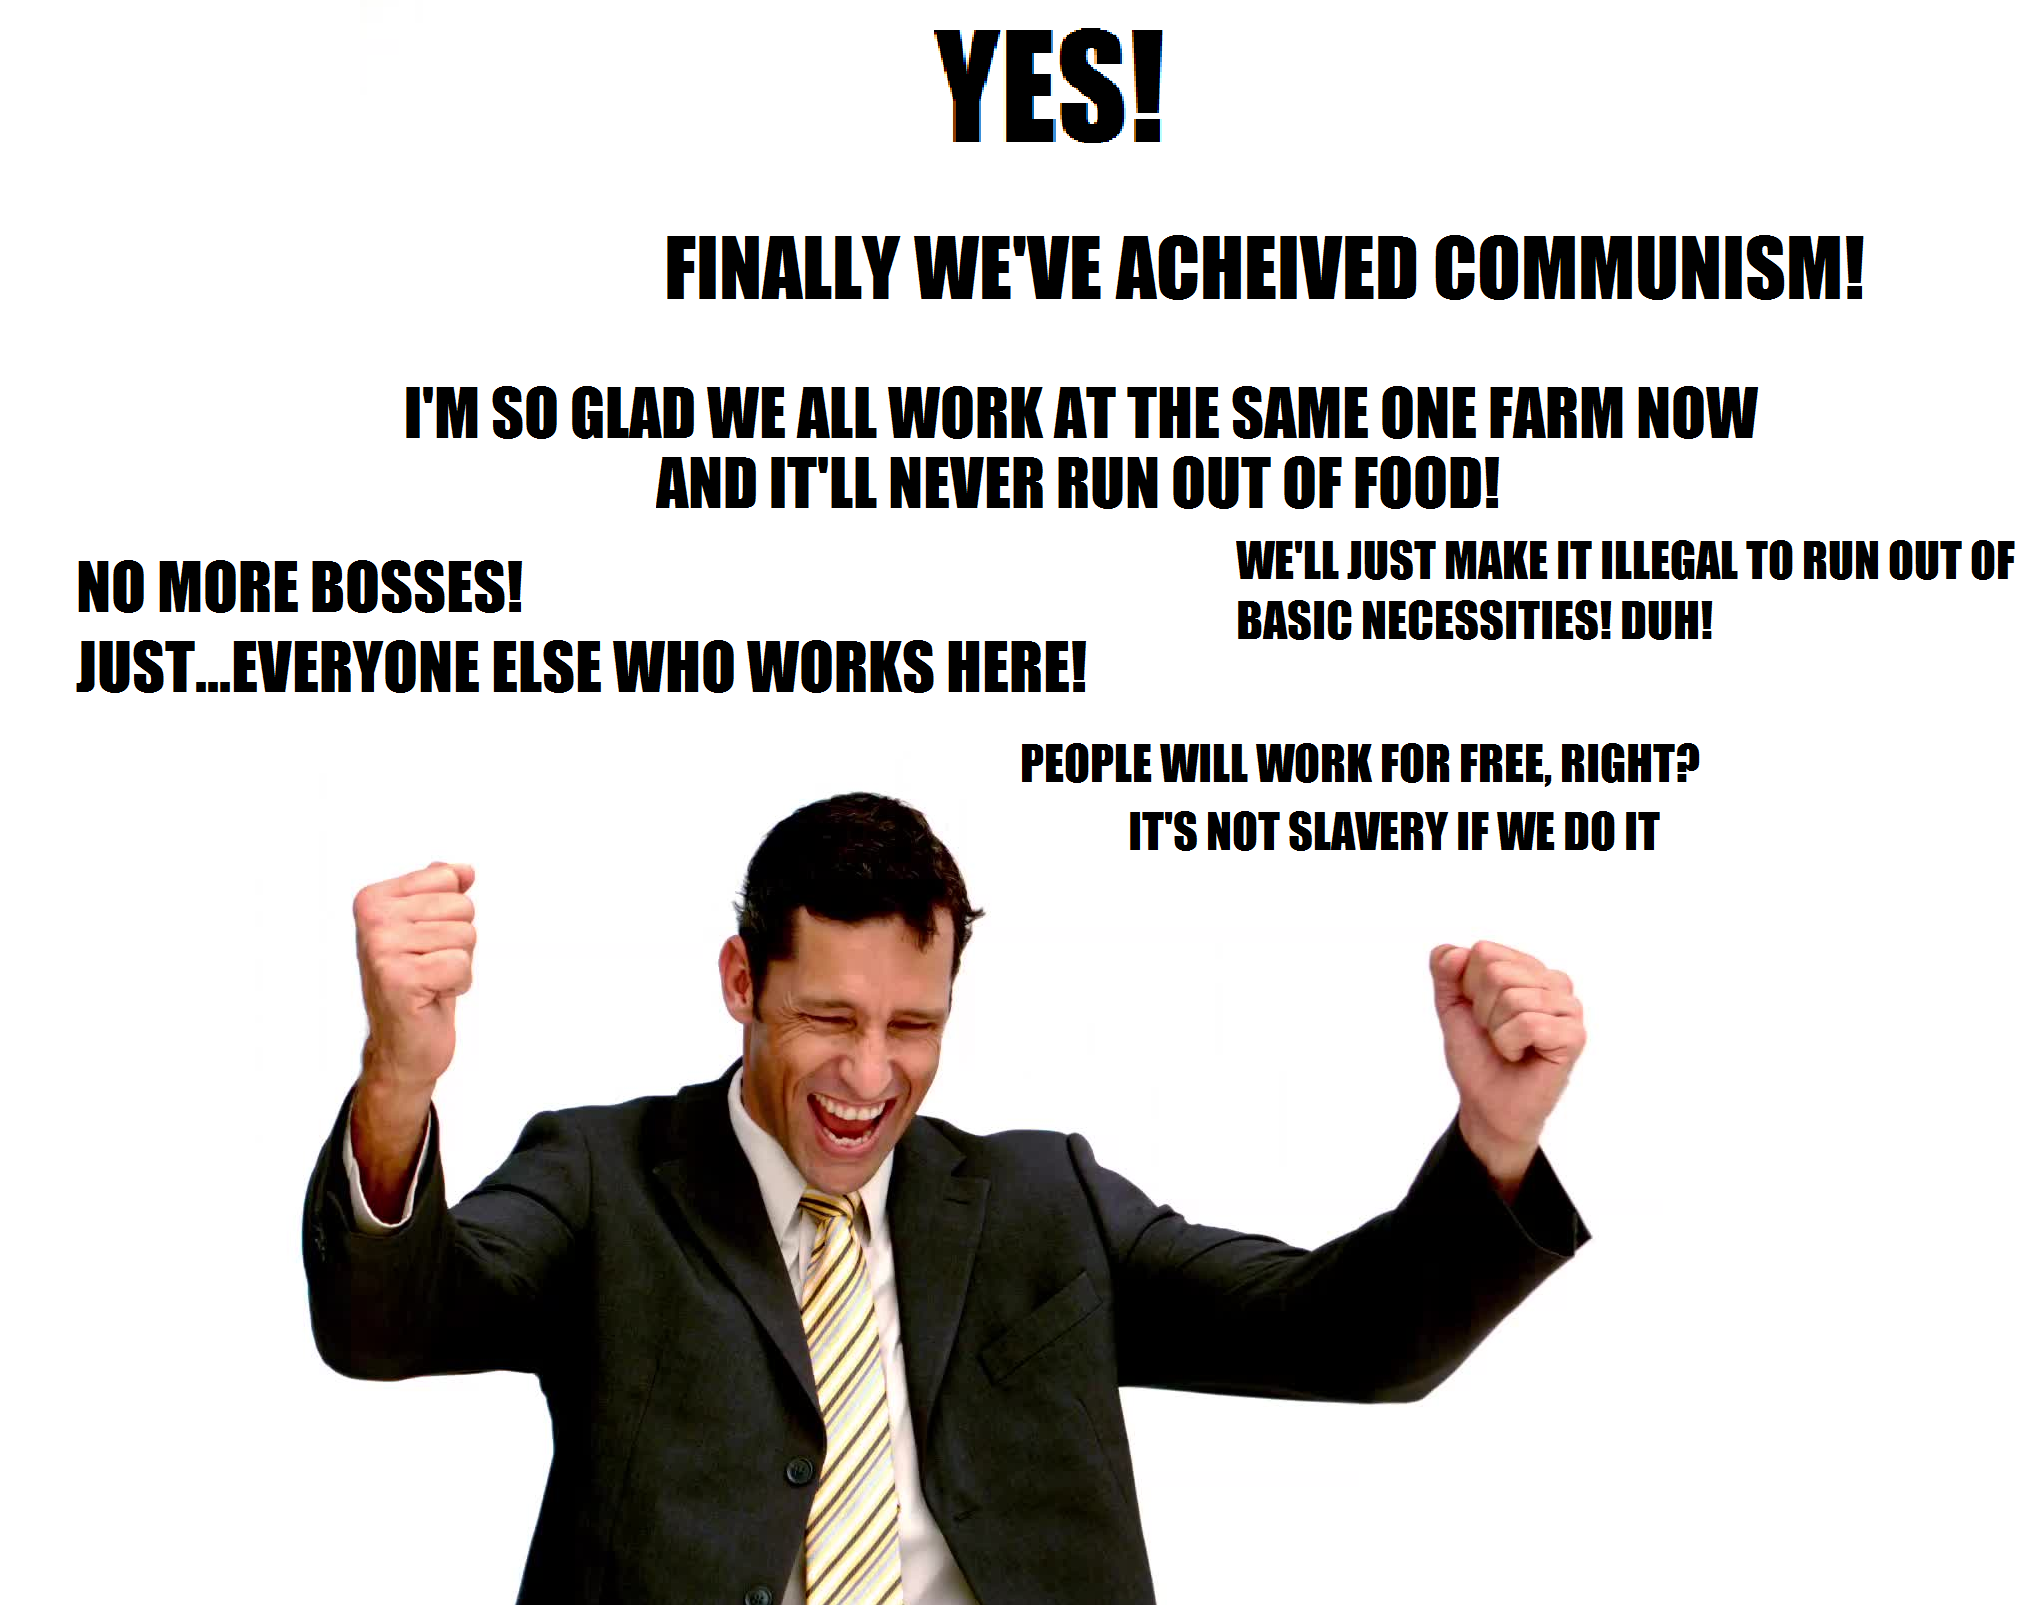 YES!
FINALLY WE'VE ACHEIVED COMMUNISM!
I'M SO GLAD WE ALL WORK AT THE SAME ONE FARM NOW
AND IT'LL NEVER RUN OUT OF FOOD!
NO MORE BOSSES!
JUST...EVERYONE ELSE WHO WORKS HERE!
WE'LL JUST MAKE IT ILLEGAL TO RUN OUT OF
BASIC NECESSITIES! DUH!
PEOPLE WILL WORK FOR FREE, RIGHT?
IT'S NOT SLAVERY IF WE DO IT